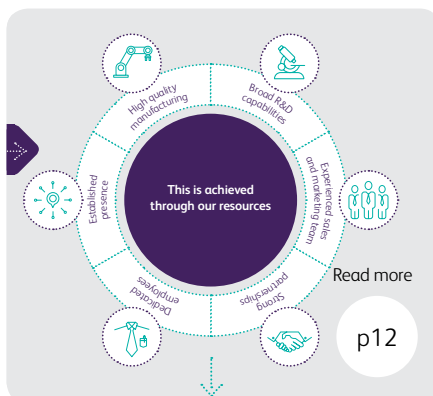 High quality
manufacturing
Broad R&D
capabilities
Experienced sales
and marketing team
Strong
partnerships
Dedicated
employees
Established
presence
This is achieved
through our resources
Read more
p12